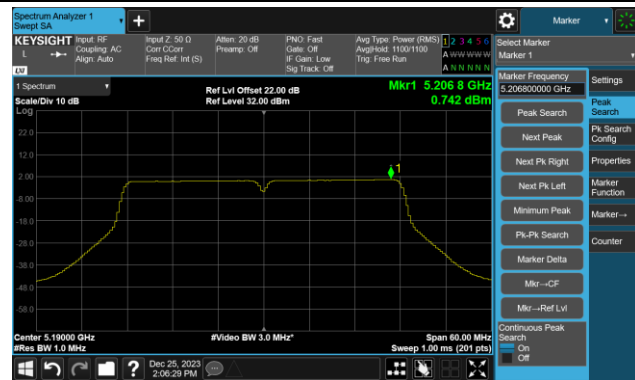 Spectrum Analyzer 1
Swept SA
+
Marker
KEYSIGHT
L
LXI
Input: RF
Coupling: AC
Align: Auto
Input Z: 50 Ω
Corr CCorr
Freq Ref: Int (S)
Atten: 20 dB
Preamp: Off
PNO: Fast
Gate: Off
IF Gain: Low
Sig Track: Off
Avg Type: Power (RMS)
Avg|Hold: 1100/1100
Trig: Free Run
1 2 3 4 5 6
A W W W W W
A N N N N N
Select Marker
Marker 1
1 Spectrum
Scale/Div 10 dB
Log
Ref Lvl Offset 22.00 dB
Ref Level 32.00 dBm
Mkr1 5.206 8 GHz
0.742 dBm
22.0
12.0
2.00
-8.00
-18.0
-28.0
-38.0
-48.0
-58.0
1
Center 5.19000 GHz
#Res BW 1.0 MHz
#Video BW 3.0 MHz*
Span 60.00 MHz
Sweep 1.00 ms (201 pts)
Marker Frequency
5.206800000 GHz
Peak Search
Next Peak
Next Pk Right
Next Pk Left
Minimum Peak
Pk-Pk Search
Marker Delta
Mkr→CF
Mkr→Ref Lvl
Continuous Peak
Search
On
Off
Settings
Peak
Search
Pk Search
Config
Properties
Marker
Function
Marker→
Counter
?
Dec 25, 2023
2:06:29 PM